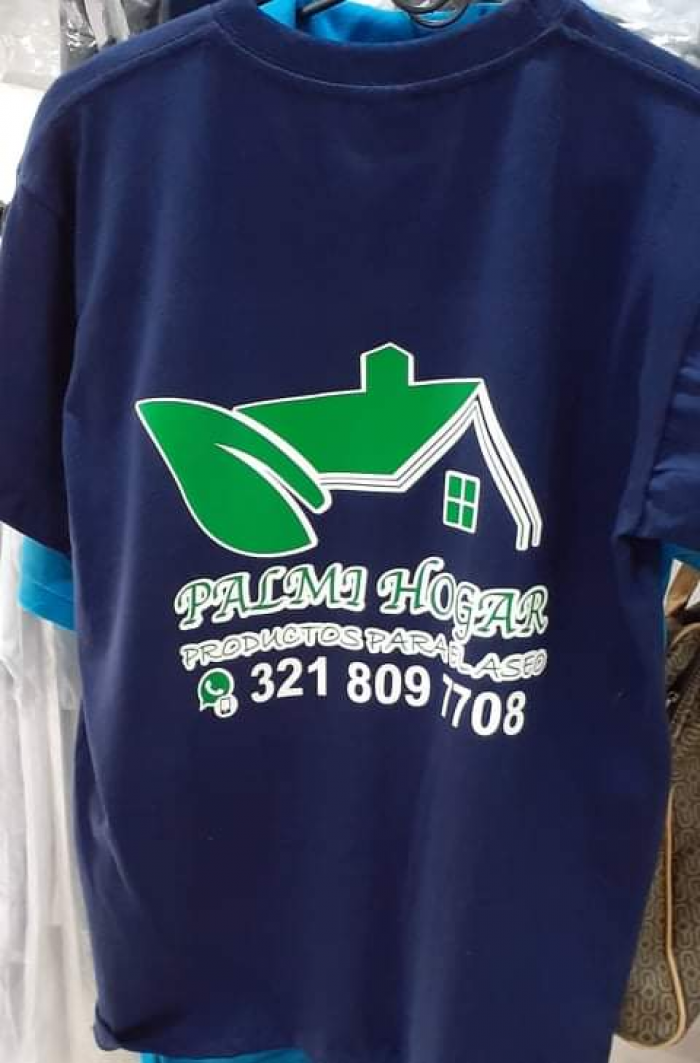 PALMI HOGAR
PRODUCTOS PARA EL ASEO
321 809 7708